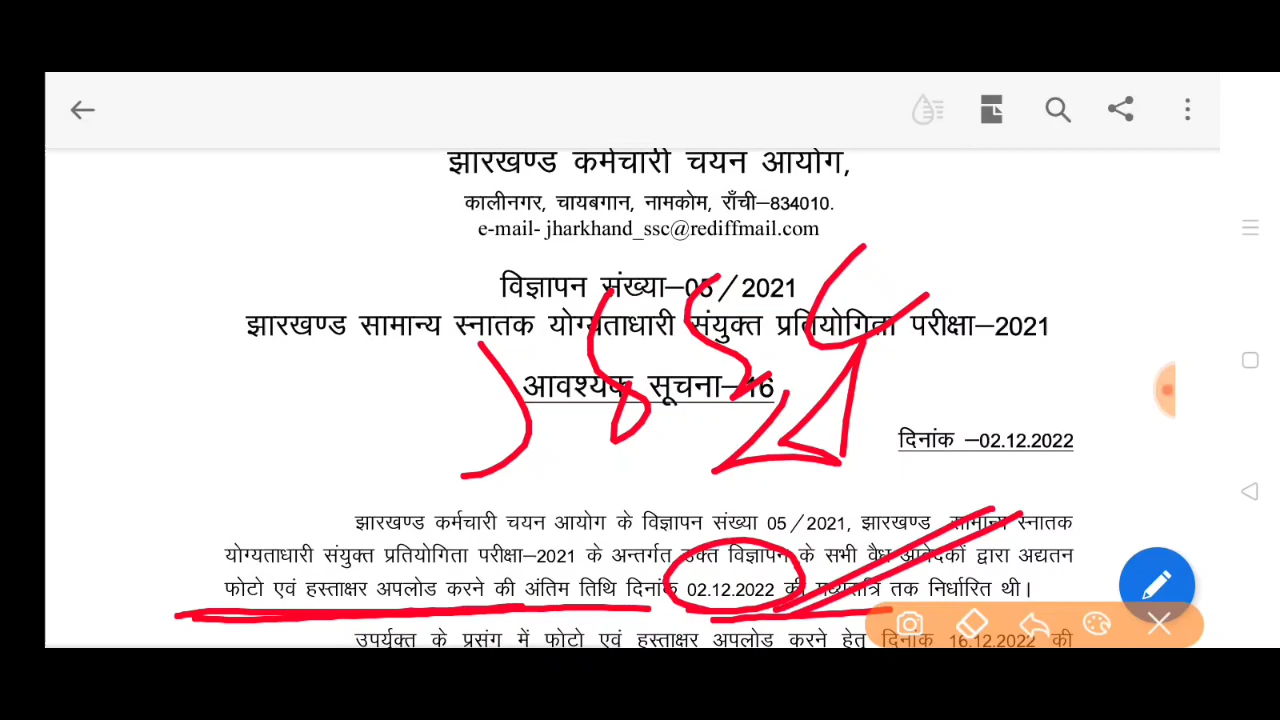 झारखण्ड कर्मचारी चयन आयोग,
कालीनगर, चायबगान, नामकोम, राँची–834010.
e-mail- jharkhand_ssc@rediffmail.com
विज्ञापन संख्या–05/2021
झारखण्ड सामान्य स्नातक योग्यताधारी संयुक्त प्रतियोगिता परीक्षा–2021
आवश्यक सूचना–16
दिनांक –02.12.2022
झारखण्ड कर्मचारी चयन आयोग के विज्ञापन संख्या 05/2021, झारखण्ड सामान्य स्नातक
योग्यताधारी संयुक्त प्रतियोगिता परीक्षा–2021 के अन्तर्गत उक्त विज्ञापन के सभी वैध आवेदकों द्वारा अद्यतन
फोटो एवं हस्ताक्षर अपलोड करने की अंतिम तिथि दिनांक 02.12.2022 की मध्यरात्रि तक निर्धारित थी।
उपर्युक्त के प्रसंग में फोटो एवं हस्ताक्षर अपलोड करने हेतु दिनांक 16.12.2022 की